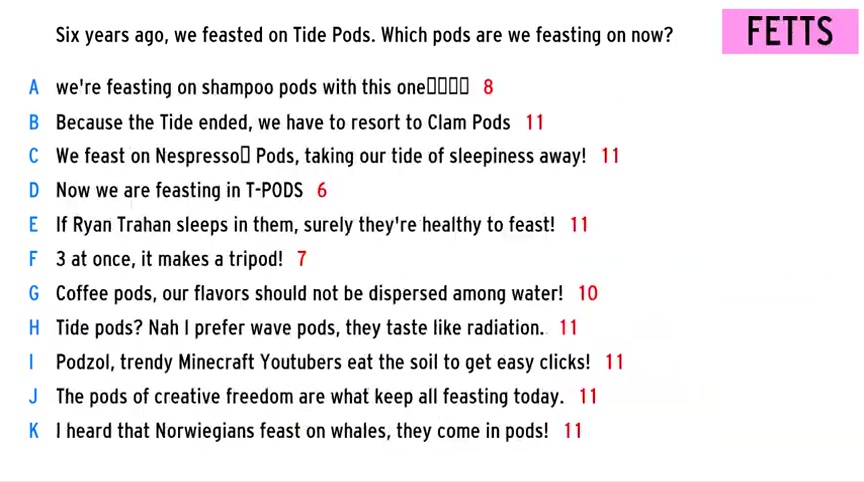 Six years ago, we feasted on Tide Pods. Which pods are we feasting on now?
FETTS
A we're feasting on shampoo pods with this one▯▯▯▯ 8
B Because the Tide ended, we have to resort to Clam Pods 11
C We feast on Nespresso▯ Pods, taking our tide of sleepiness away! 11
D Now we are feasting in T-PODS 6
E If Ryan Trahan sleeps in them, surely they're healthy to feast! 11
F 3 at once, it makes a tripod! 7
G Coffee pods, our flavors should not be dispersed among water! 10
H Tide pods? Nah I prefer wave pods, they taste like radiation. 11
I Podzol, trendy Minecraft Youtubers eat the soil to get easy clicks! 11
J The pods of creative freedom are what keep all feasting today. 11
K I heard that Norwiegians feast on whales, they come in pods! 11